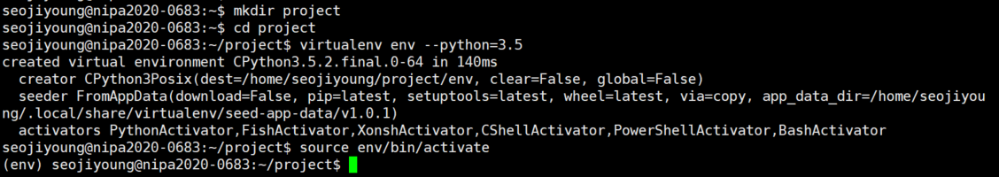 seojiyoung@nipa2020-0683:~$ mkdir project
seojiyoung@nipa2020-0683:~$ cd project
seojiyoung@nipa2020-0683:~/project$ virtualenv env --python=3.5
created virtual environment CPython3.5.2.final.0-64 in 140ms
  creator CPython3Posix(dest=/home/seojiyoung/project/env, clear=False, global=False)
  seeder FromAppData(download=False, pip=latest, setuptools=latest, wheel=latest, via=copy, app_data_dir=/home/seojiyou
ng/.local/share/virtualenv/seed-app-data/v1.0.1)
  activators PythonActivator,FishActivator,XonshActivator,CShellActivator,PowerShellActivator,BashActivator
seojiyoung@nipa2020-0683:~/project$ source env/bin/activate
(env) seojiyoung@nipa2020-0683:~/project$